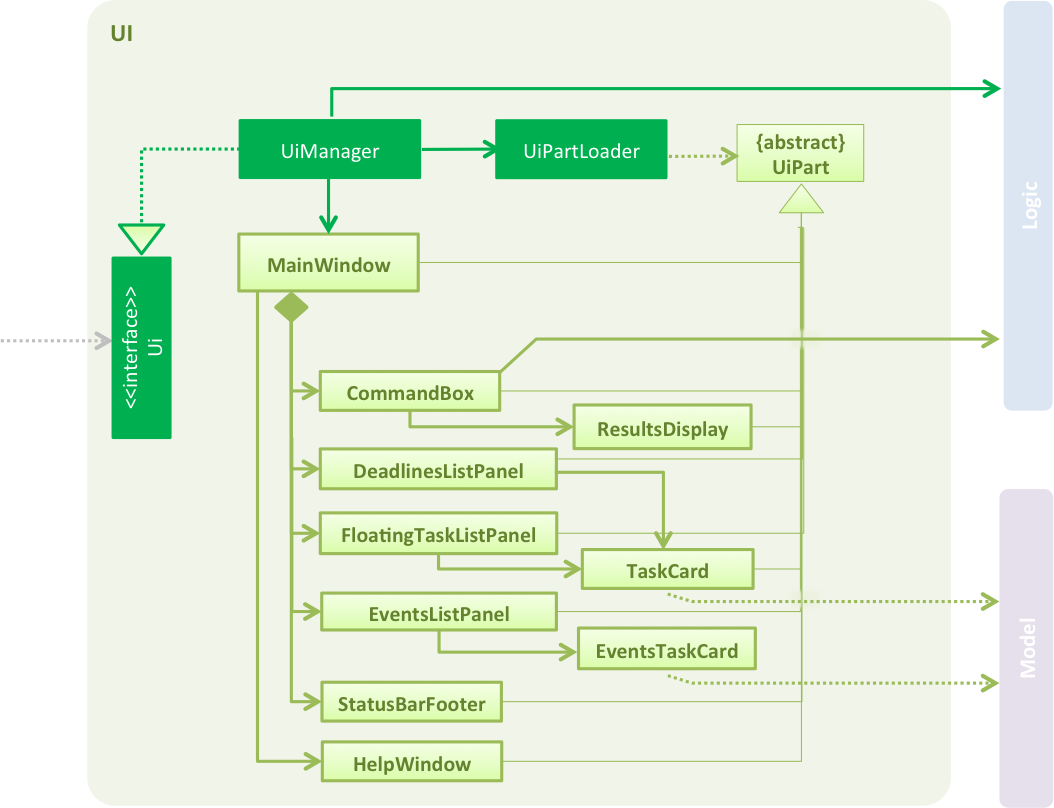 UI
UiManager
UiPartLoader
{abstract}
UiPart
Logic
<<interface>>
Ui
MainWindow
CommandBox
ResultsDisplay
DeadlinesListPanel
FloatingTaskListPanel
TaskCard
EventsListPanel
EventsTaskCard
Model
StatusBarFooter
HelpWindow